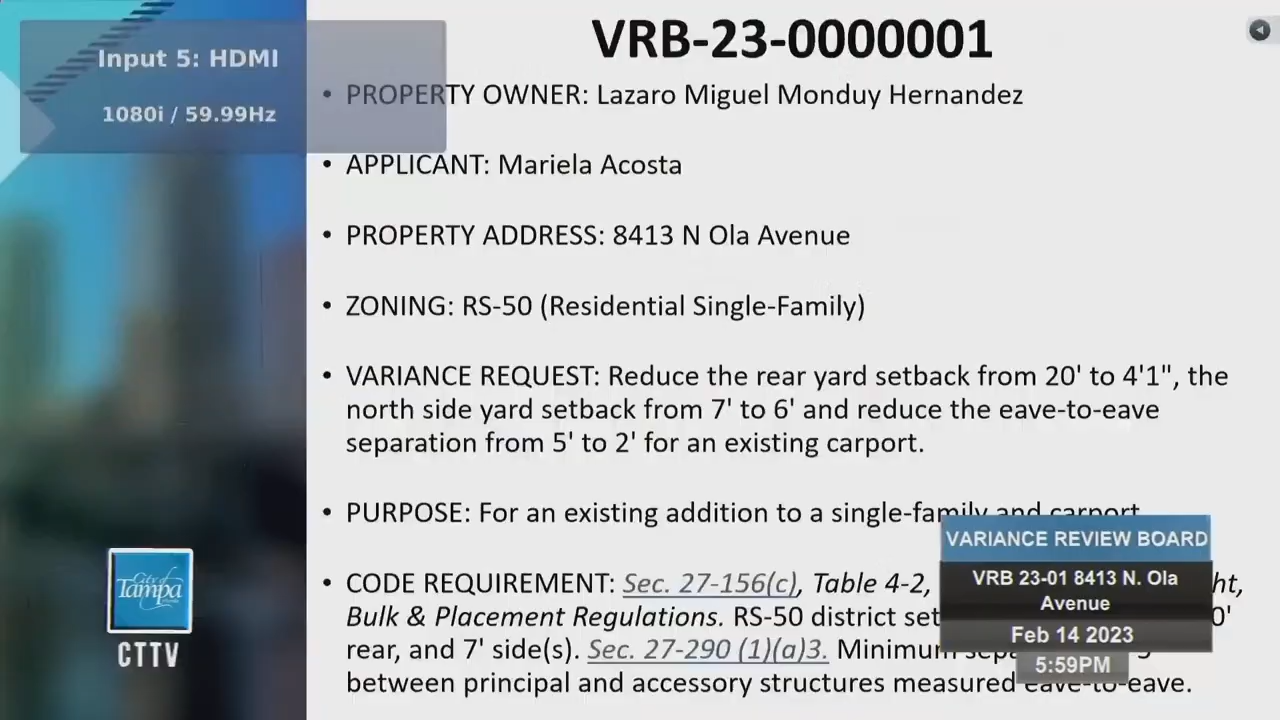 VRB-23-0000001
Input 5: HDMI
1080i / 59.99Hz
• PROPERTY OWNER: Lazaro Miguel Monduy Hernandez
• APPLICANT: Mariela Acosta
• PROPERTY ADDRESS: 8413 N Ola Avenue
• ZONING: RS-50 (Residential Single-Family)
• VARIANCE REQUEST: Reduce the rear yard setback from 20' to 4'1", the
north side yard setback from 7' to 6' and reduce the eave-to-eave
separation from 5' to 2' for an existing carport.
• PURPOSE: For an existing addition to a single-family and carport
• CODE REQUIREMENT: Sec. 27-156(c), Table 4-2,
Bulk & Placement Regulations. RS-50 district
rear, and 7' side(s). Sec. 27-290 (1)(a)3. Minimum
between principal and accessory structures measured eave-to-eave.
VARIANCE REVIEW BOARD
VRB 23-01 8413 N. Ola
Avenue
Feb 14 2023
5:59PM
City of
Tampa
CTTV